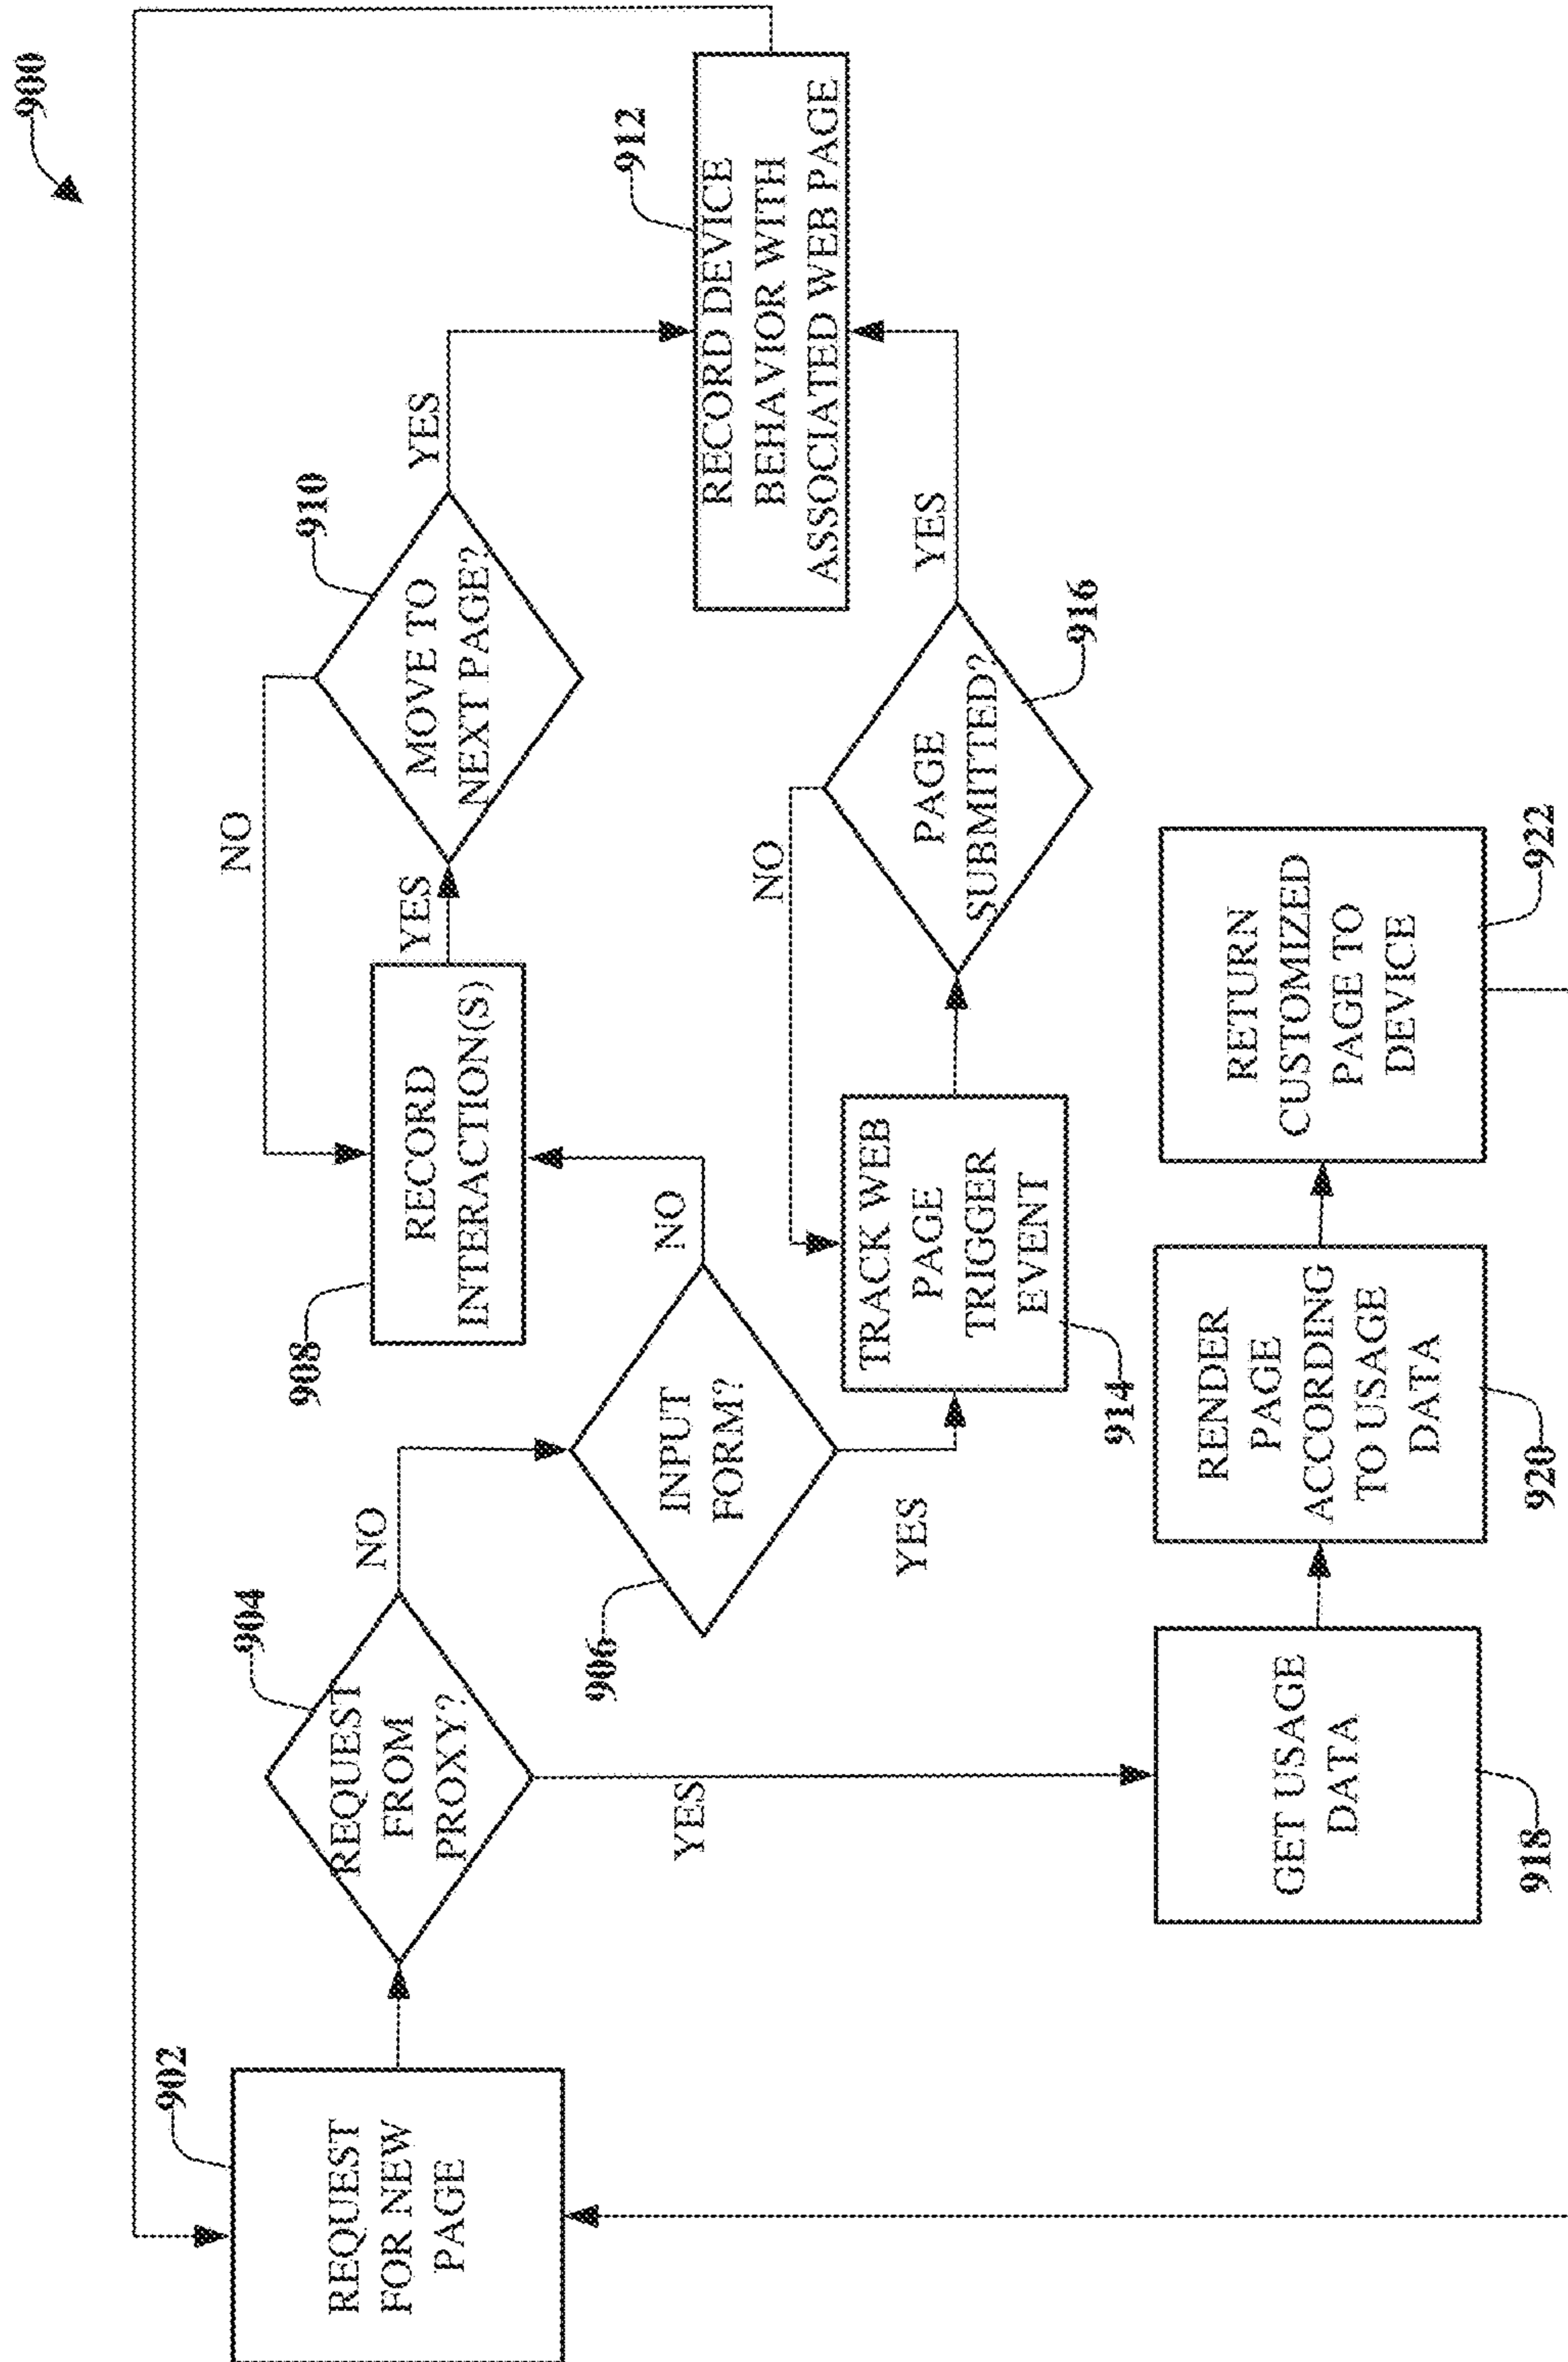 900
902
REQUEST
FOR NEW
PAGE
904
REQUEST
FROM
PROXY?
NO
YES
906
INPUT
FORM?
NO
YES
908
RECORD
INTERACTION(S)
YES
NO
910
MOVE TO
NEXT PAGE?
YES
912
RECORD DEVICE
BEHAVIOR WITH
ASSOCIATED WEB PAGE
TRACK WEB
PAGE
TRIGGER
EVENT
914
NO
PAGE
SUBMITTED?
916
YES
GET USAGE
DATA
918
RENDER
PAGE
ACCORDING
TO USAGE
DATA
920
RETURN
CUSTOMIZED
PAGE TO
DEVICE
922